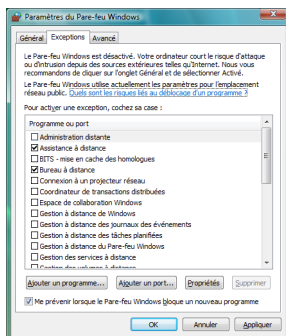 Paramètres du Pare-feu Windows
Général Exceptions Avancé
Le Pare-feu Windows est désactivé. Votre ordinateur court le risque d'attaque
ou d'intrusion depuis des sources extérieures telles qu'Internet. Nous vous
recommandons de cliquer sur l'onglet Général et de sélectionner Activé.
Le Pare-feu Windows utilise actuellement les paramètres pour l'emplacement
réseau public. Quels sont les risques liés au déblocage d'un programme ?
Pour activer une exception, cochez sa case :
Programme ou port
Administration distante
Assistance à distance
BITS - mise en cache des homologues
Bureau à distance
Connexion à un projecteur réseau
Coordinateur de transactions distribuées
Espace de collaboration Windows
Gestion à distance de Windows
Gestion à distance des journaux des événements
Gestion à distance des tâches planifiées
Gestion à distance du Pare-feu Windows
Gestion des services à distance
Gestion des volumes à distance
Ajouter un programme... Ajouter un port... Propriétés Supprimer
Me prévenir lorsque le Pare-feu Windows bloque un nouveau programme
OK Annuler Appliquer